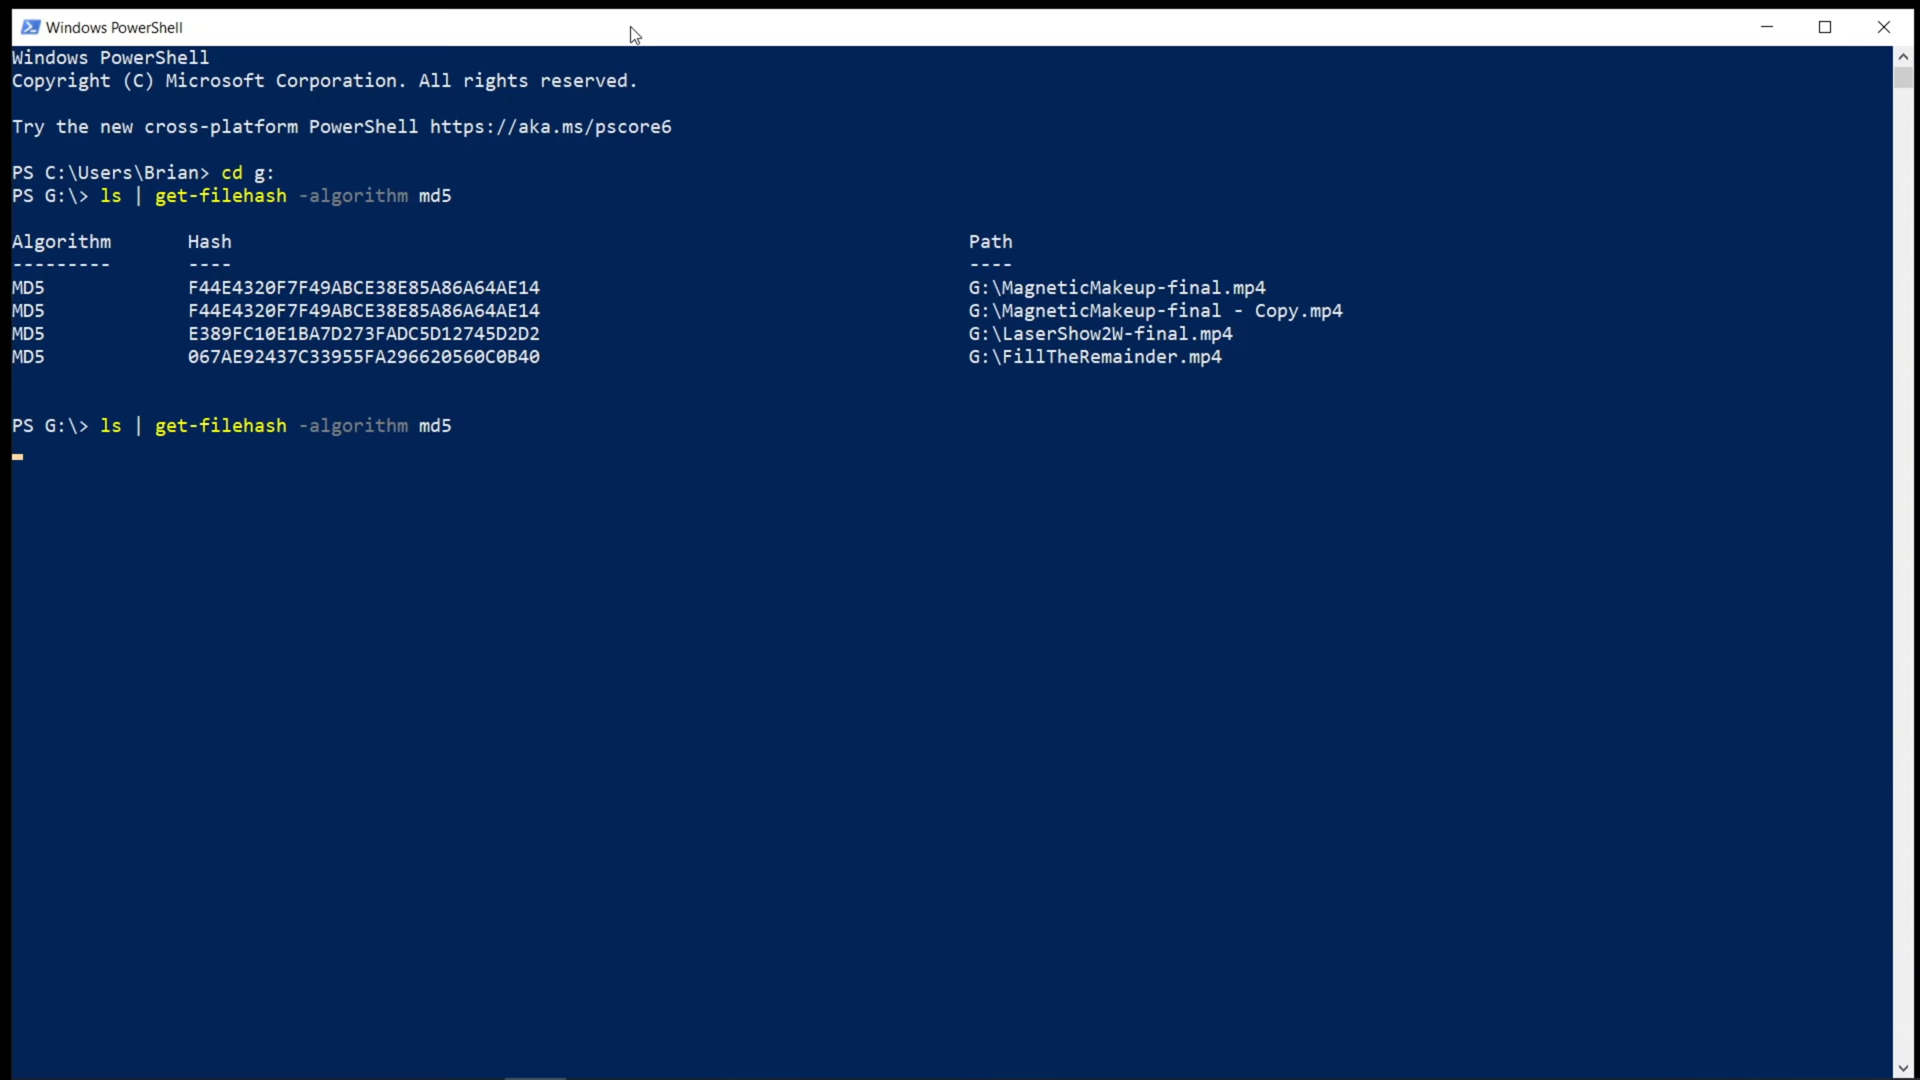 Windows PowerShell
Windows PowerShell
Copyright (C) Microsoft Corporation. All rights reserved.
Try the new cross-platform PowerShell https://aka.ms/pscore6
PS C:\Users\Brian> cd g:
PS G:\> ls | get-filehash -algorithm md5
Algorithm Hash Path
--------- ---- ----
MD5 F44E4320F7F49ABCE38E85A86A64AE14 G:\MagneticMakeup-final.mp4
MD5 F44E4320F7F49ABCE38E85A86A64AE14 G:\MagneticMakeup-final - Copy.mp4
MD5 E389FC10E1BA7D273FADC5D12745D2D2 G:\LaserShow2W-final.mp4
MD5 067AE92437C33955FA296620560C0B40 G:\FillTheRemainder.mp4
PS G:\> ls | get-filehash -algorithm md5